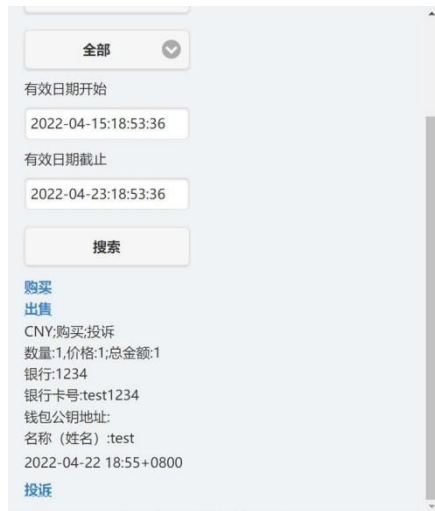 全部
有效日期开始
2022-04-15:18:53:36
有效日期截止
2022-04-23:18:53:36
搜索
购买
出售
CNY;购买;投诉
数量:1,价格:1;总金额:1
银行:1234
银行卡号:test1234
钱包公钥地址:
名称（姓名）:test
2022-04-22 18:55+0800
投诉